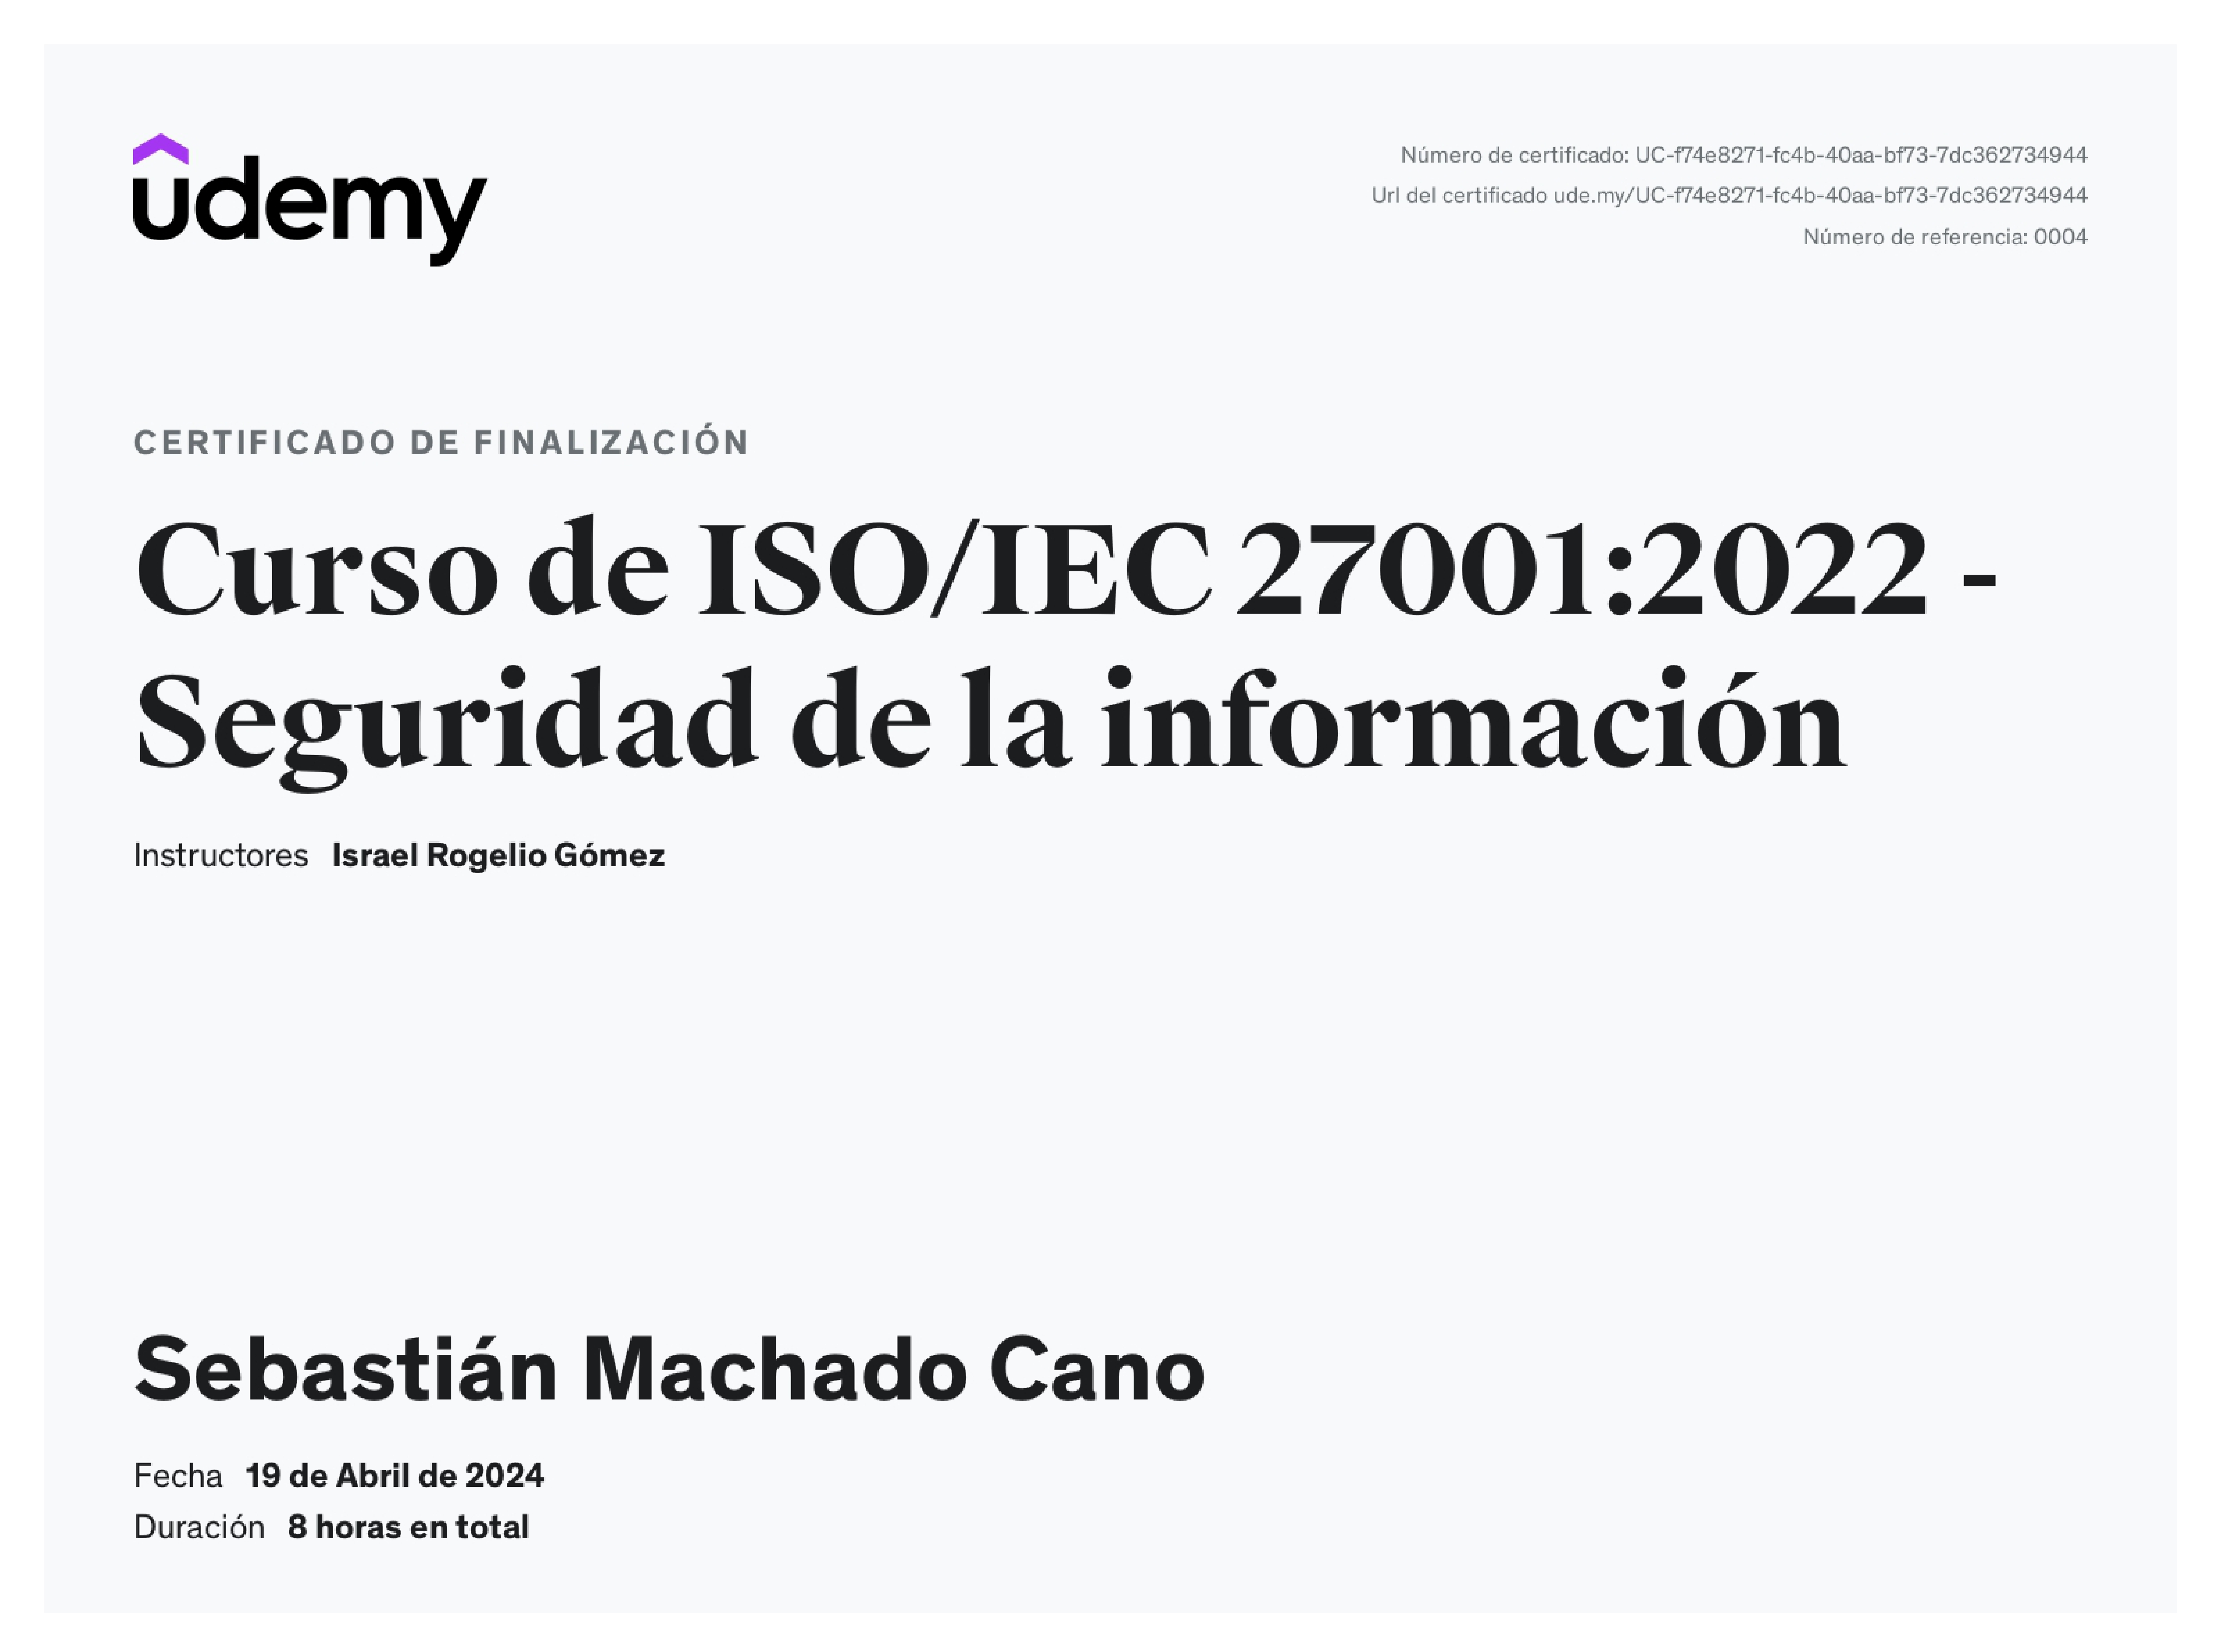 udemy
Número de certificado: UC-f74e8271-fc4b-40aa-bf73-7dc362734944
Url del certificado ude.my/UC-f74e8271-fc4b-40aa-bf73-7dc362734944
Número de referencia: 0004
CERTIFICADO DE FINALIZACIÓN
Curso de ISO/IEC 27001:2022 -
Seguridad de la información
Instructores Israel Rogelio Gómez
Sebastián Machado Cano
Fecha 19 de Abril de 2024
Duración 8 horas en total